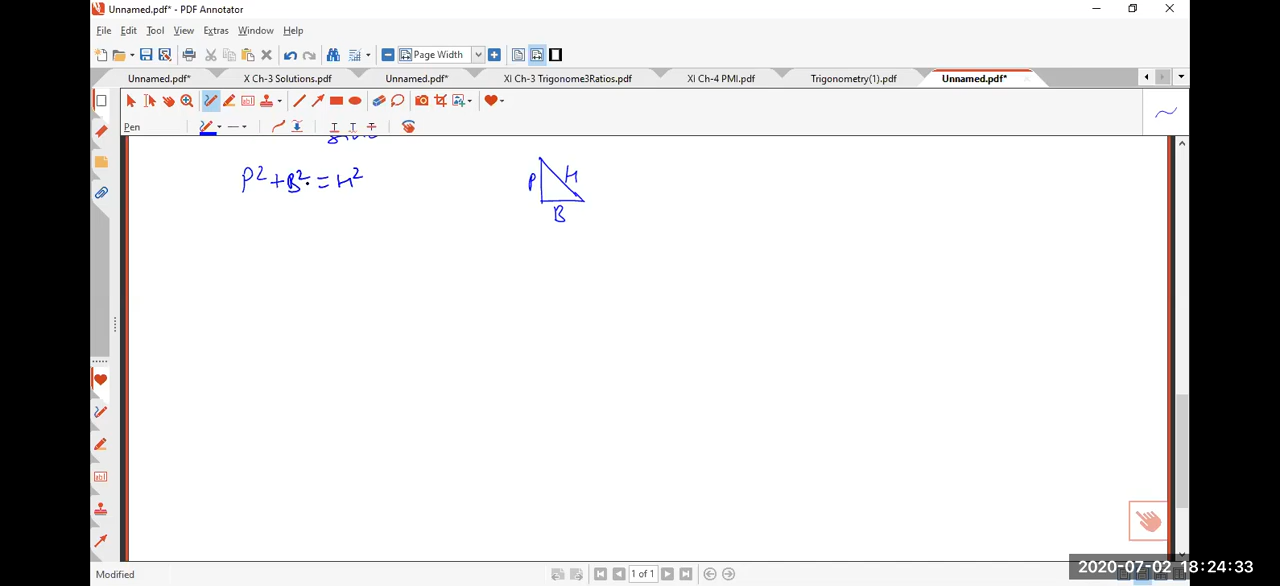 Unnamed.pdf* - PDF Annotator
File Edit Tool View Extras Window Help
Page Width
Unnamed.pdf* X Ch-3 Solutions.pdf Unnamed.pdf* XI Ch-3 Trigonome3Ratios.pdf XI Ch-4 PMI.pdf Trigonometry(1).pdf Unnamed.pdf*
Pen
P² + B² = H²
P H
B
1 of 1
Modified
2020-07-02 18:24:33